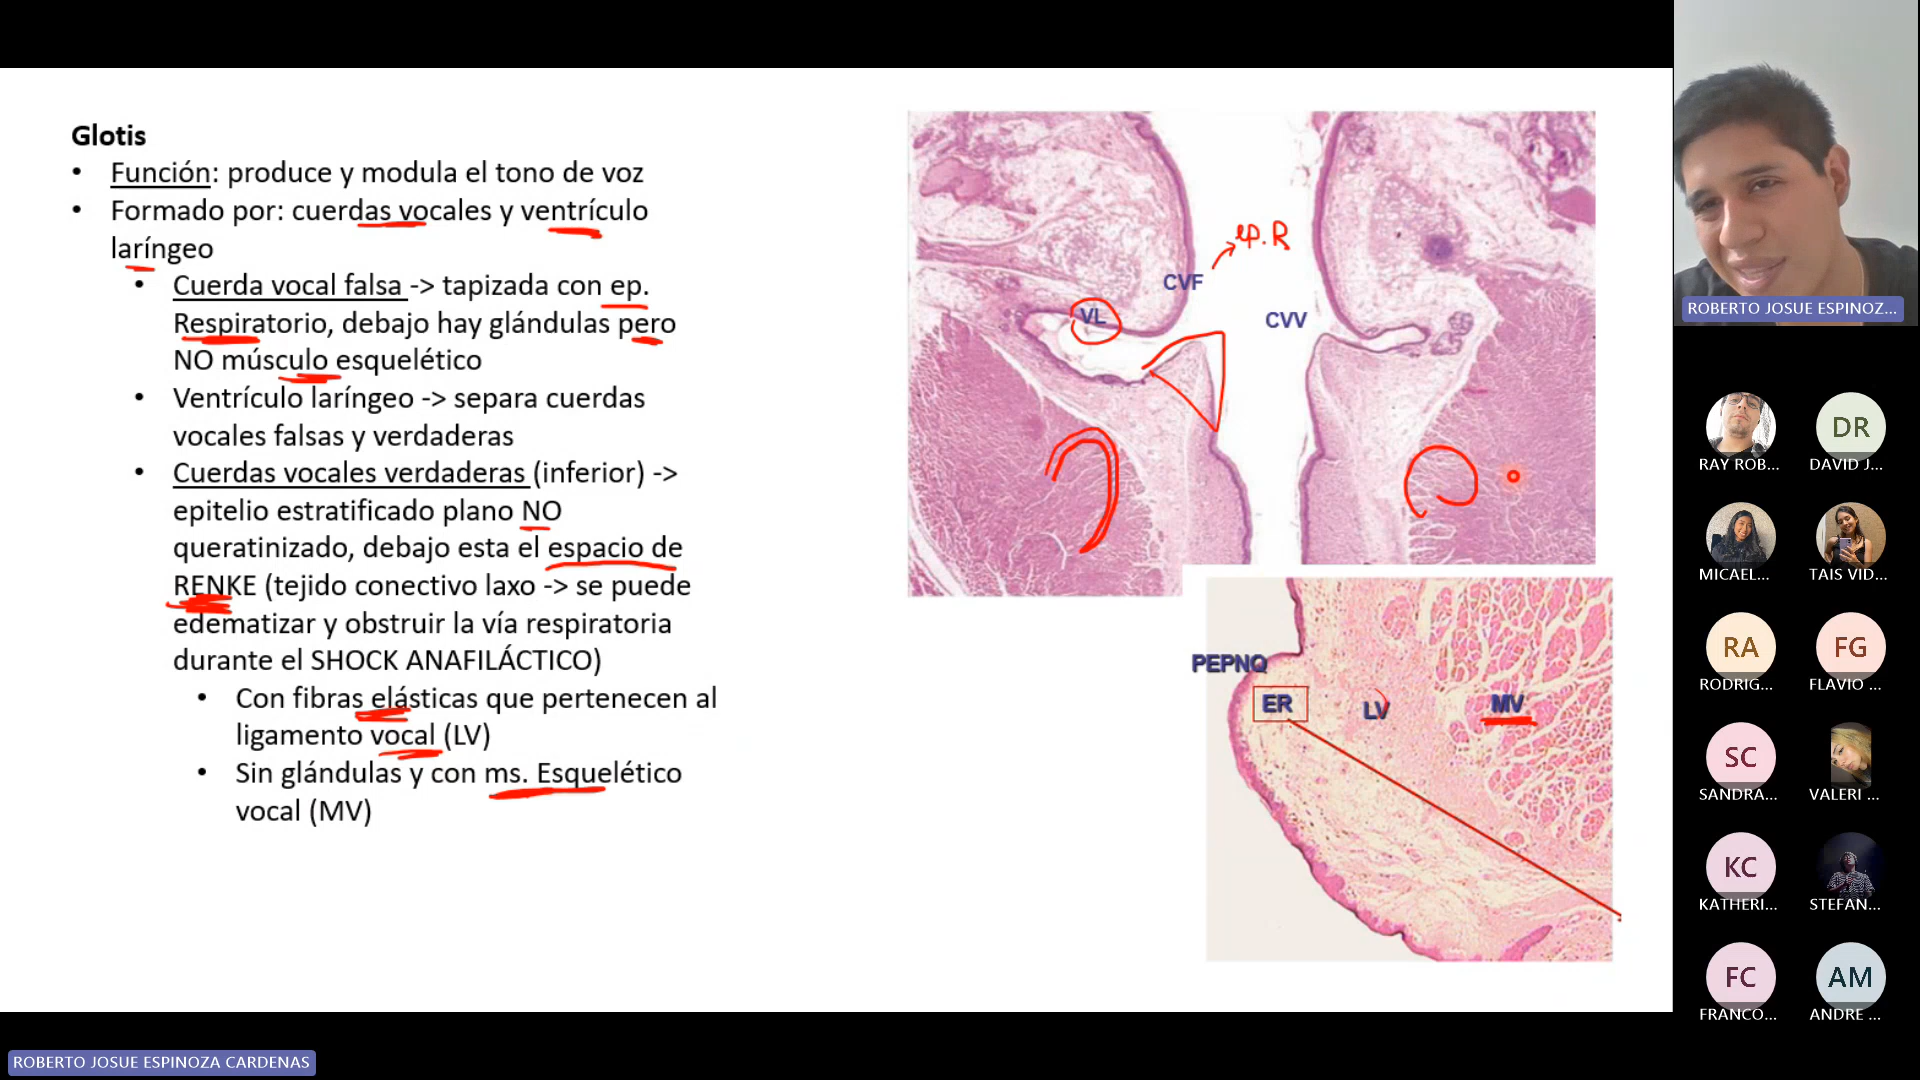 Glotis
• Función: produce y modula el tono de voz
• Formado por: cuerdas vocales y ventrículo
laríngeo
• Cuerda vocal falsa -> tapizada con ep.
Respiratorio, debajo hay glándulas pero
NO músculo esquelético
• Ventrículo laríngeo -> separa cuerdas
vocales falsas y verdaderas
• Cuerdas vocales verdaderas (inferior) ->
epitelio estratificado plano NO
queratinizado, debajo esta el espacio de
RENKE (tejido conectivo laxo -> se puede
edematizar y obstruir la vía respiratoria
durante el SHOCK ANAFILÁCTICO)
• Con fibras elásticas que pertenecen al
ligamento vocal (LV)
• Sin glándulas y con ms. Esquelético
vocal (MV)
ep. R
CVF
VL
CVV
PEPNQ
ER
LV
MV
ROBERTO JOSUE ESPINOZ...
RAY ROB...
DR
DAVID J...
MICAEL...
TAIS VID...
RA
RODRIG...
FG
FLAVIO ...
SC
SANDRA...
VALERI ...
KC
KATHERI...
STEFAN...
FC
FRANCO...
AM
ANDRE ...
ROBERTO JOSUE ESPINOZA CARDENAS